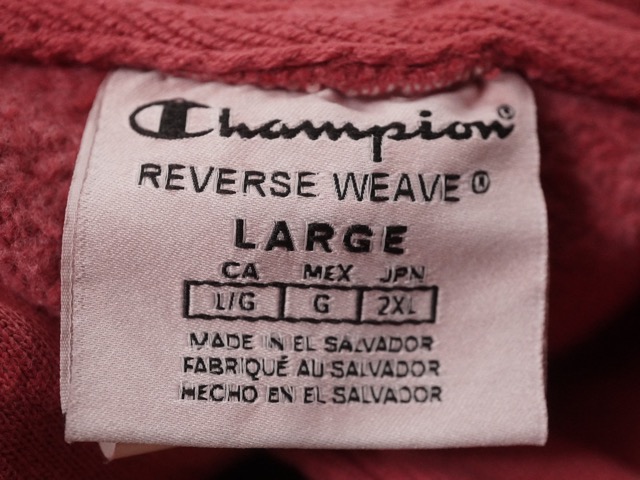 Champion®
REVERSE WEAVE®
LARGE
CA MEX JPN
L/G G 2XL
MADE IN EL SALVADOR
FABRIQUÉ AU SALVADOR
HECHO EN EL SALVADOR